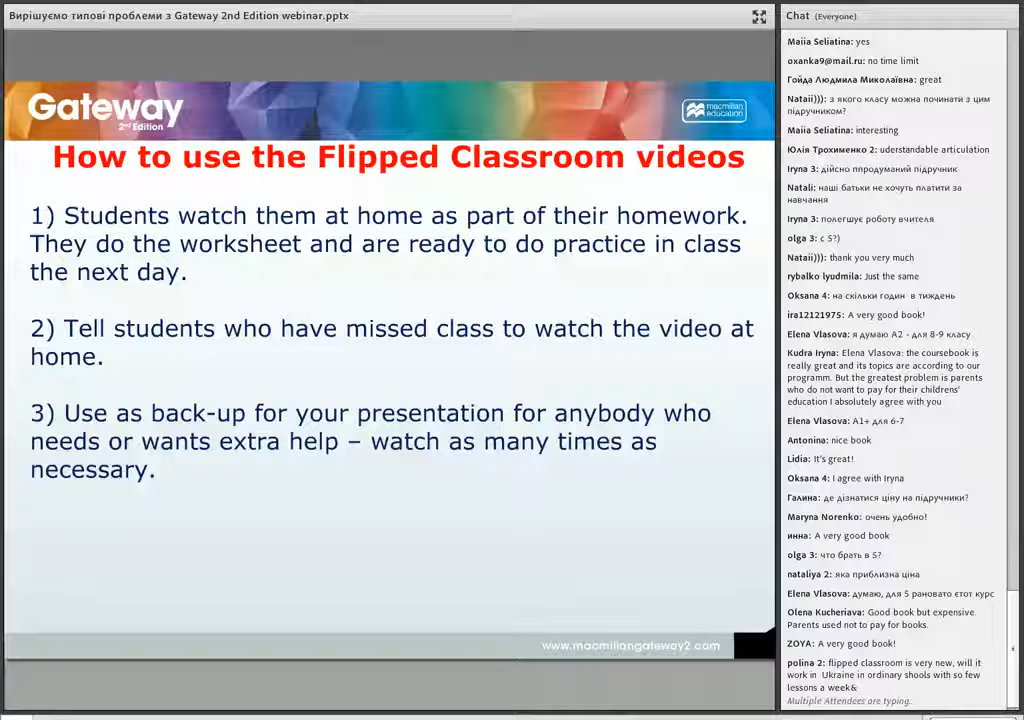 Вирішуємо типові проблеми з Gateway 2nd Edition webinar.pptx
Gateway
2nd Edition
macmillan
education
How to use the Flipped Classroom videos
1) Students watch them at home as part of their homework.
They do the worksheet and are ready to do practice in class
the next day.
2) Tell students who have missed class to watch the video at
home.
3) Use as back-up for your presentation for anybody who
needs or wants extra help – watch as many times as
necessary.
www.macmillangateway2.com
Chat (Everyone)
Maiia Seliatina: yes
oxanka9@mail.ru: no time limit
Гойда Людмила Миколаївна: great
Nataii))): з якого класу можна починати з цим
підручником?
Maiia Seliatina: interesting
Юлія Трохименко 2: uderstandable articulation
Iryna 3: дійсно ппродуманий підручник
Natali: наші батьки не хочуть платити за
навчання
Iryna 3: полегшує роботу вчителя
olga 3: с 5?)
Nataii))): thank you very much
rybalko lyudmila: Just the same
Oksana 4: на скільки годин в тиждень
ira12121975: A very good book!
Elena Vlasova: я думаю А2 - для 8-9 класу
Kudra Iryna: Elena Vlasova: the coursebook is
really great and its topics are according to our
programm. But the greatest problem is parents
who do not want to pay for their childrens'
education I absolutely agree with you
Elena Vlasova: А1+ для 6-7
Antonina: nice book
Lidia: It's great!
Oksana 4: I agree with Iryna
Галина: де дізнатися ціну на підручники?
Maryna Norenko: очень удобно!
инна: A very good book
olga 3: что брать в 5?
nataliya 2: яка приблизна ціна
Elena Vlasova: думаю, для 5 рановато єтот курс
Olena Kucheriava: Good book but expensive.
Parents used not to pay for books.
ZOYA: A very good book!
polina 2: flipped classroom is very new, will it
work in Ukraine in ordinary shools with so few
lessons a week&
Multiple Attendees are typing.